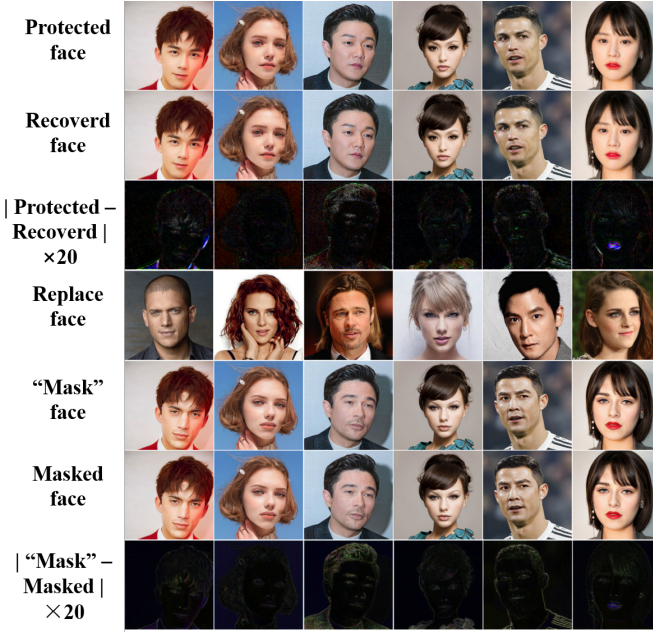 Protected
face
Recoverd
face
| Protected –
Recoverd |
×20
Replace
face
“Mask”
face
Masked
face
| “Mask” –
Masked |
×20